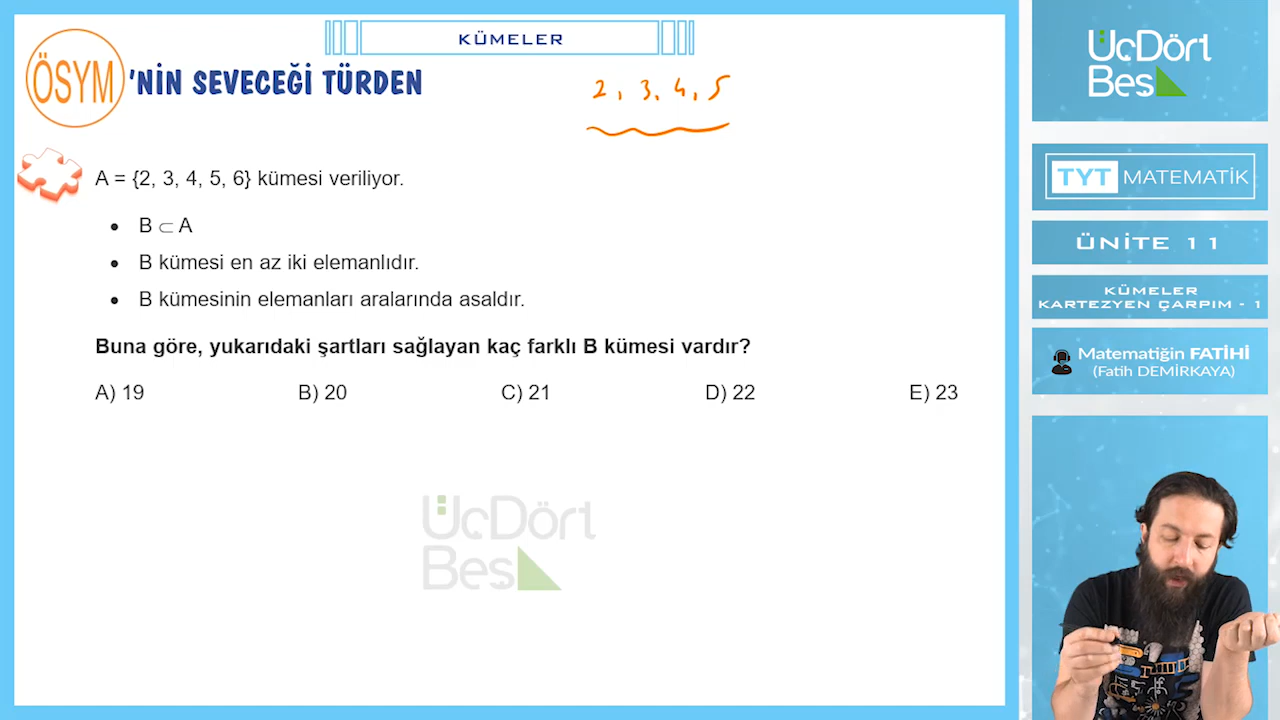 KÜMELER
ÖSYM'NİN SEVECEĞİ TÜRDEN
2, 3, 4, 5
A = {2, 3, 4, 5, 6} kümesi veriliyor.
• B ⊂ A
• B kümesi en az iki elemanlıdır.
• B kümesinin elemanları aralarında asaldır.
Buna göre, yukarıdaki şartları sağlayan kaç farklı B kümesi vardır?
A) 19 B) 20 C) 21 D) 22 E) 23
ÜçDört
Beş
ÜçDört
Beş
TYT MATEMATİK
ÜNİTE 11
KÜMELER
KARTEZYEN ÇARPIM - 1
Matematiğin FATİHİ
(Fatih DEMİRKAYA)